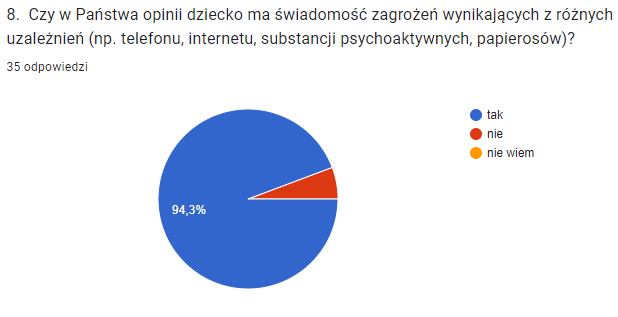 8.  Czy w Państwa opinii dziecko ma świadomość zagrożeń wynikających z różnych
uzależnień (np. telefonu, internetu, substancji psychoaktywnych, papierosów)?
35 odpowiedzi
tak
nie
nie wiem
94,3%